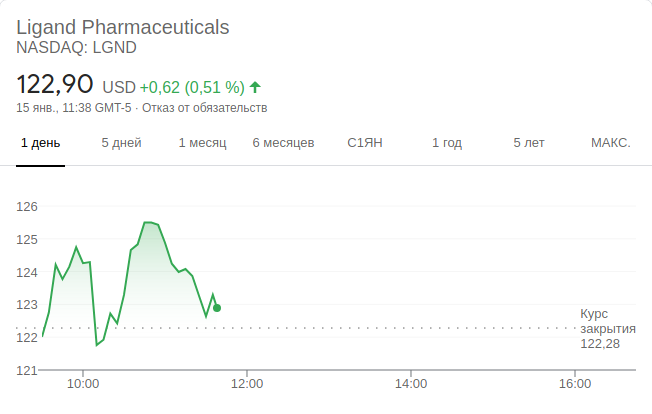 Ligand Pharmaceuticals
NASDAQ: LGND
122,90 USD +0,62 (0,51 %)
15 янв., 11:38 GMT-5 · Отказ от обязательств
1 день 5 дней 1 месяц 6 месяцев С1ЯН 1 год 5 лет МАКС.
126
125
124
123
122
121
Курс
закрытия
122,28
10:00 12:00 14:00 16:00